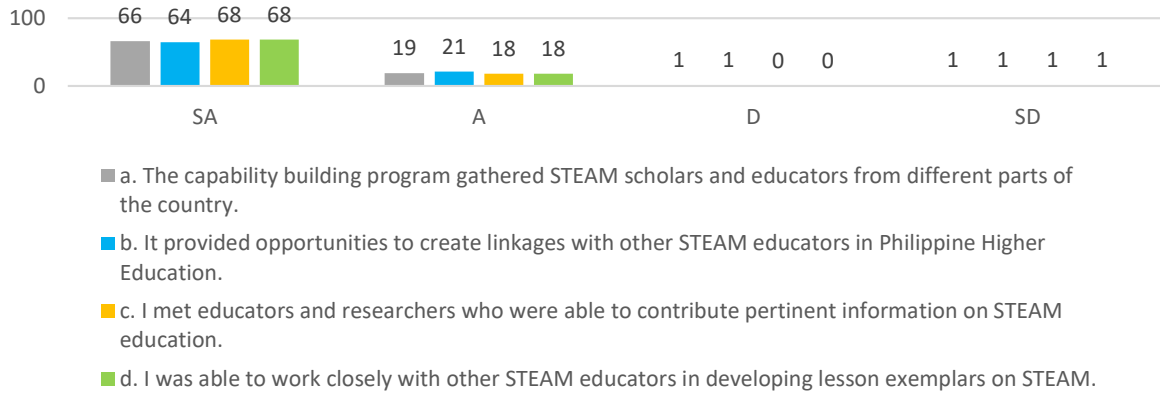 100
66 64 68 68
19 21 18 18
1 1 0 0
1 1 1 1
0
SA A D SD
a. The capability building program gathered STEAM scholars and educators from different parts of
the country.
b. It provided opportunities to create linkages with other STEAM educators in Philippine Higher
Education.
c. I met educators and researchers who were able to contribute pertinent information on STEAM
education.
d. I was able to work closely with other STEAM educators in developing lesson exemplars on STEAM.